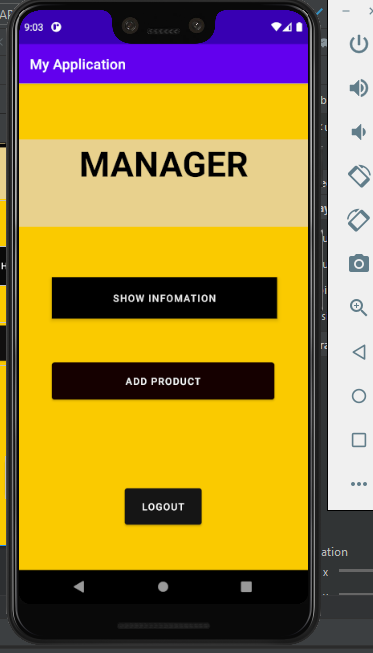 9:03
My Application
MANAGER
SHOW INFOMATION
ADD PRODUCT
LOGOUT
ation
x